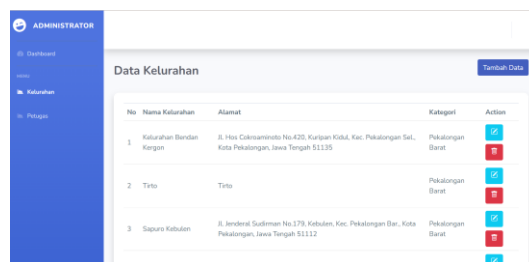 ADMINISTRATOR
Dashboard
MENU
Kelurahan
Petugas
Data Kelurahan
Tambah Data
No Nama Kelurahan Alamat Kategori Action
1 Kelurahan Bendan Kergon Jl. Hos Cokroaminoto No.420, Kuripan Kidul, Kec. Pekalongan Sel., Kota Pekalongan, Jawa Tengah 51135 Pekalongan Barat
2 Tirto Tirto Pekalongan Barat
3 Sapuro Kebulen Jl. Jenderal Sudirman No.179, Kebulen, Kec. Pekalongan Bar., Kota Pekalongan, Jawa Tengah 51112 Pekalongan Barat